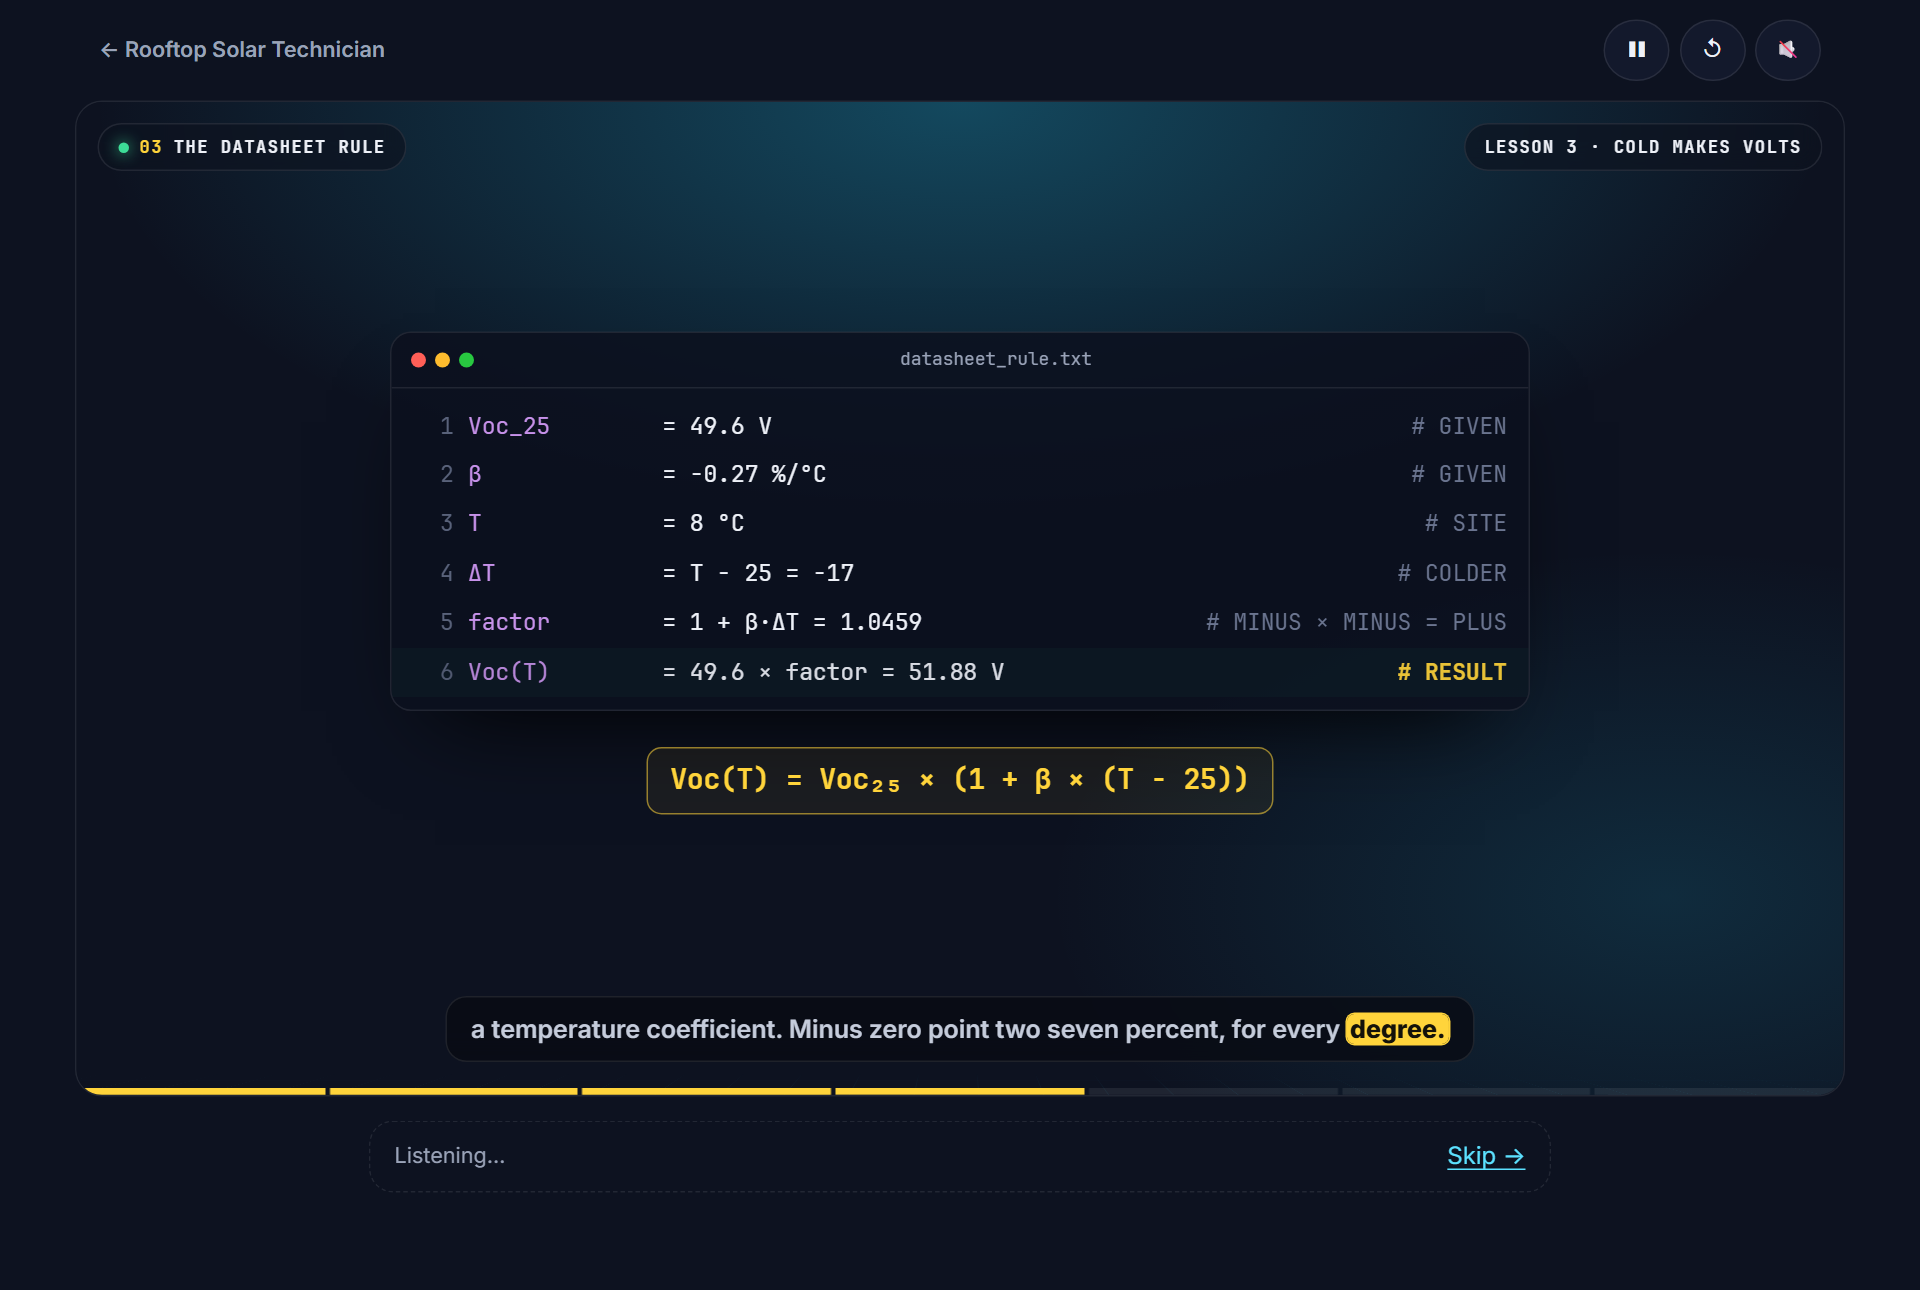 ← Rooftop Solar Technician
03 THE DATASHEET RULE
LESSON 3 · COLD MAKES VOLTS
datasheet_rule.txt
1 Voc_25 = 49.6 V # GIVEN
2 β = -0.27 %/°C # GIVEN
3 T = 8 °C # SITE
4 ΔT = T - 25 = -17 # COLDER
5 factor = 1 + β·ΔT = 1.0459 # MINUS × MINUS = PLUS
6 Voc(T) = 49.6 × factor = 51.88 V # RESULT
Voc(T) = Voc₂₅ × (1 + β × (T - 25))
a temperature coefficient. Minus zero point two seven percent, for every degree.
Listening...
Skip →